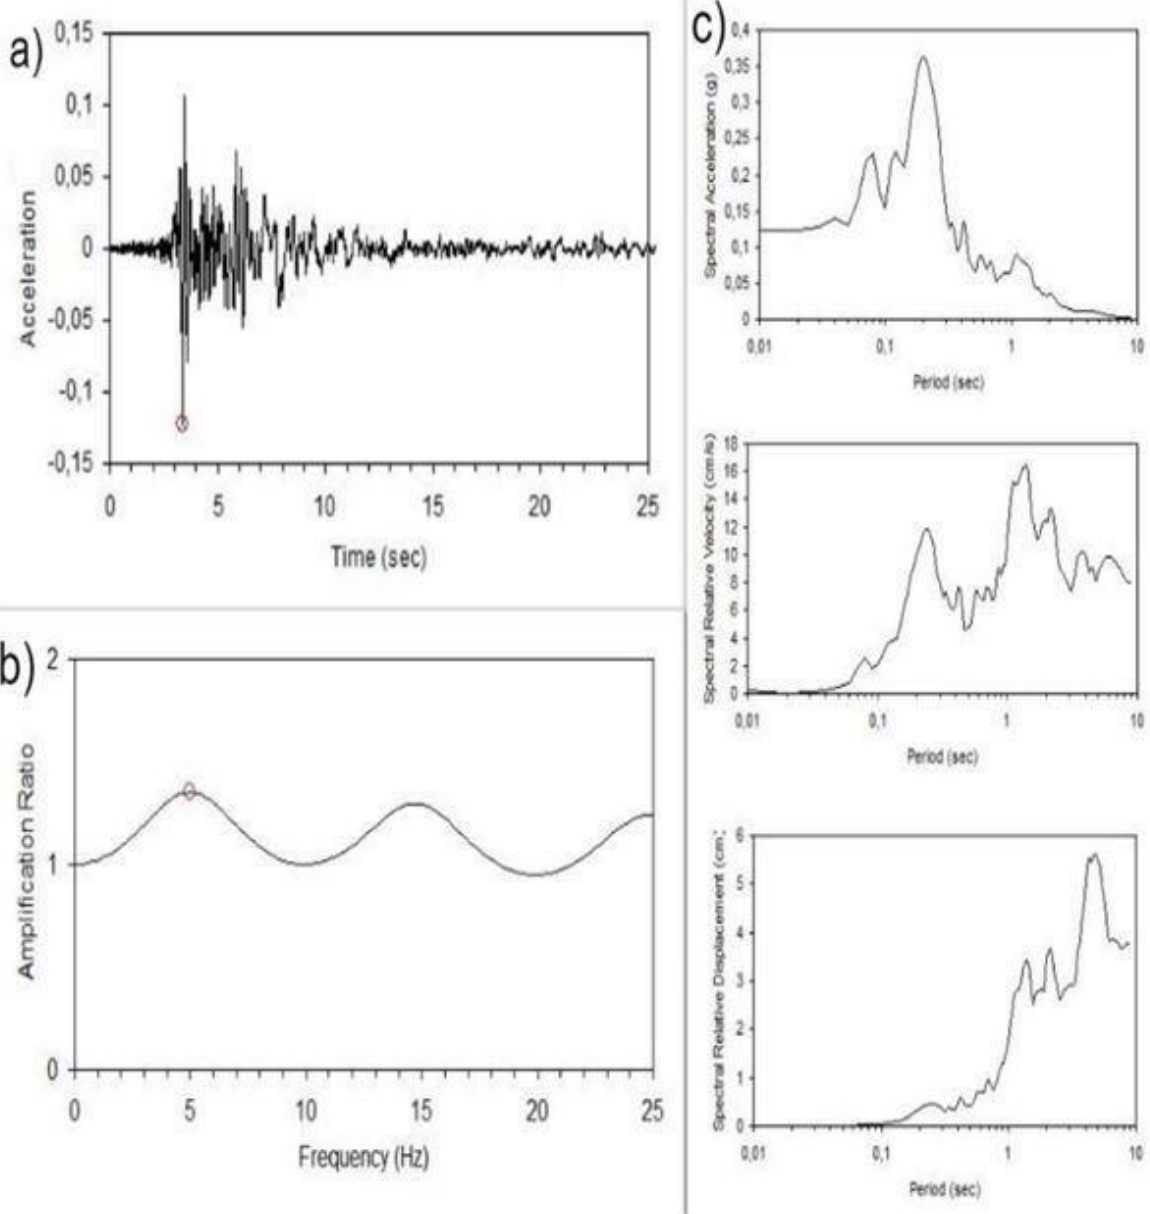 a)
Acceleration
0,15
0,1
0,05
0
-0,05
-0,1
-0,15
0 5 10 15 20 25
Time (sec)
b)
Amplification Ratio
2
1
0
0 5 10 15 20 25
Frequency (Hz)
c)
Spectral Acceleration (g)
0,4
0,35
0,3
0,25
0,2
0,15
0,1
0,05
0
0,01 0,1 1 10
Period (sec)
Spectral Relative Velocity (cm/s)
18
16
14
12
10
8
6
4
2
0
0,01 0,1 1 10
Period (sec)
Spectral Relative Displacement (cm)
6
5
4
3
2
1
0
0,01 0,1 1 10
Period (sec)